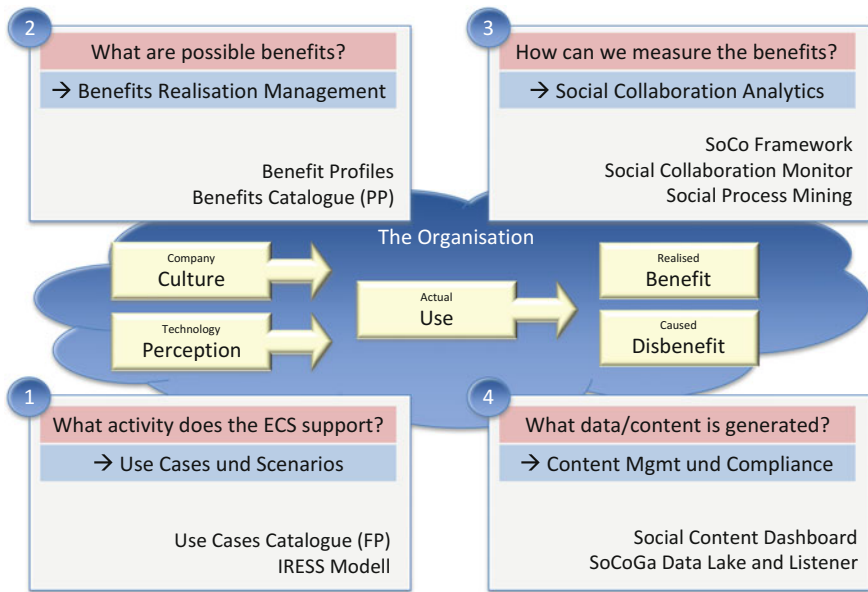 2
What are possible benefits?
→ Benefits Realisation Management
Benefit Profiles
Benefits Catalogue (PP)
3
How can we measure the benefits?
→ Social Collaboration Analytics
SoCo Framework
Social Collaboration Monitor
Social Process Mining
The Organisation
Company
Culture
Technology
Perception
Actual
Use
Realised
Benefit
Caused
Disbenefit
1
What activity does the ECS support?
→ Use Cases und Scenarios
Use Cases Catalogue (FP)
IRESS Modell
4
What data/content is generated?
→ Content Mgmt und Compliance
Social Content Dashboard
SoCoGa Data Lake and Listener